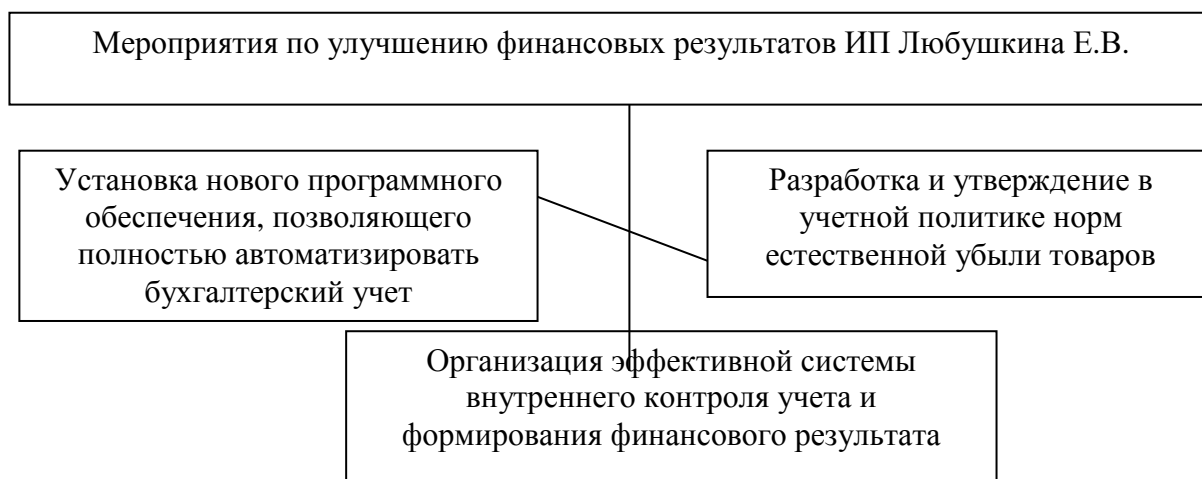 Мероприятия по улучшению финансовых результатов ИП Любушкина Е.В.
Установка нового программного
обеспечения, позволяющего
полностью автоматизировать
бухгалтерский учет
Разработка и утверждение в
учетной политике норм
естественной убыли товаров
Организация эффективной системы
внутреннего контроля учета и
формирования финансового результата